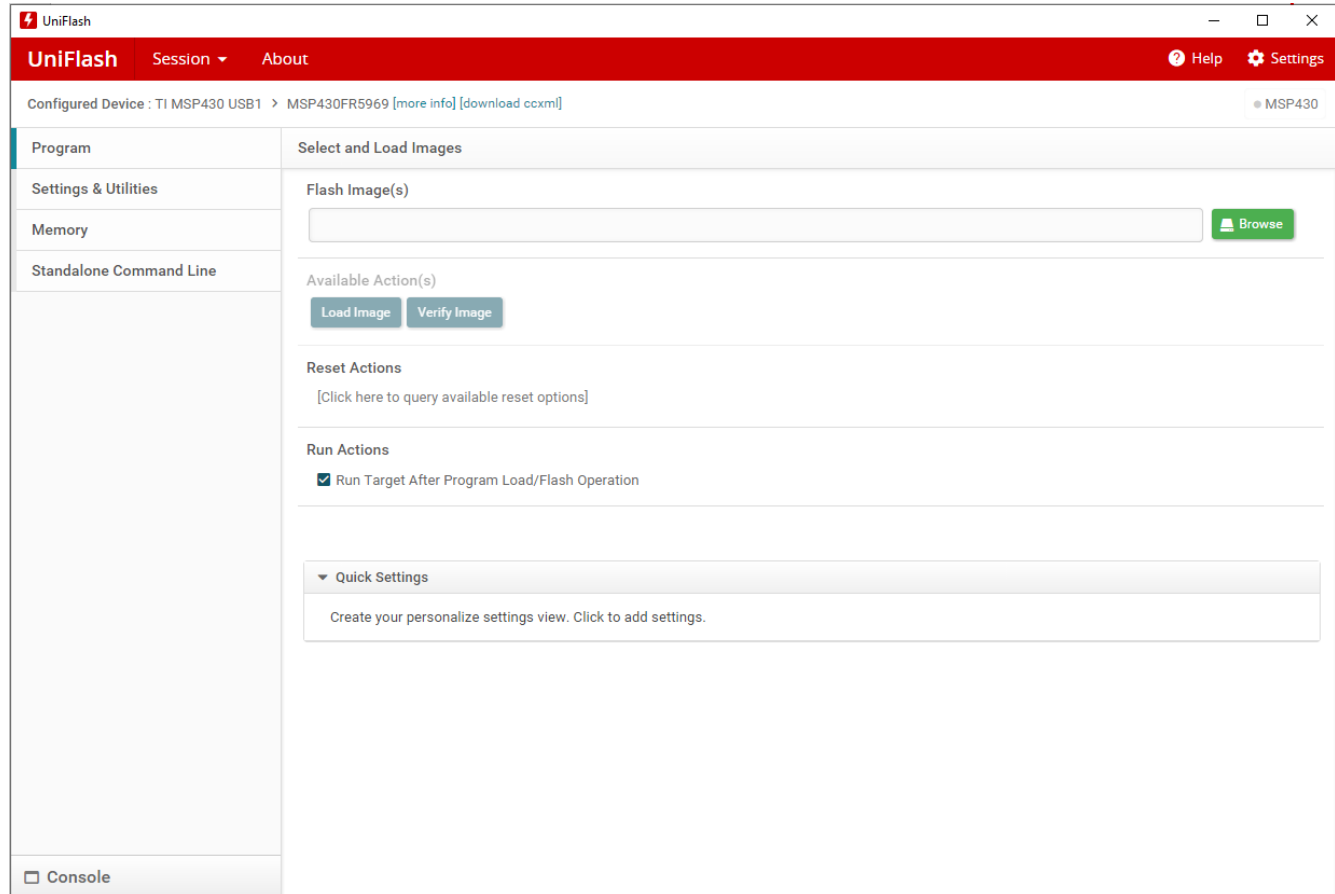 UniFlash
UniFlash Session About Help Settings
Configured Device : TI MSP430 USB1 > MSP430FR5969 [more info] [download ccxml] MSP430
Program
Settings & Utilities
Memory
Standalone Command Line
Select and Load Images
Flash Image(s)
Browse
Available Action(s)
Load Image Verify Image
Reset Actions
[Click here to query available reset options]
Run Actions
Run Target After Program Load/Flash Operation
Quick Settings
Create your personalize settings view. Click to add settings.
Console